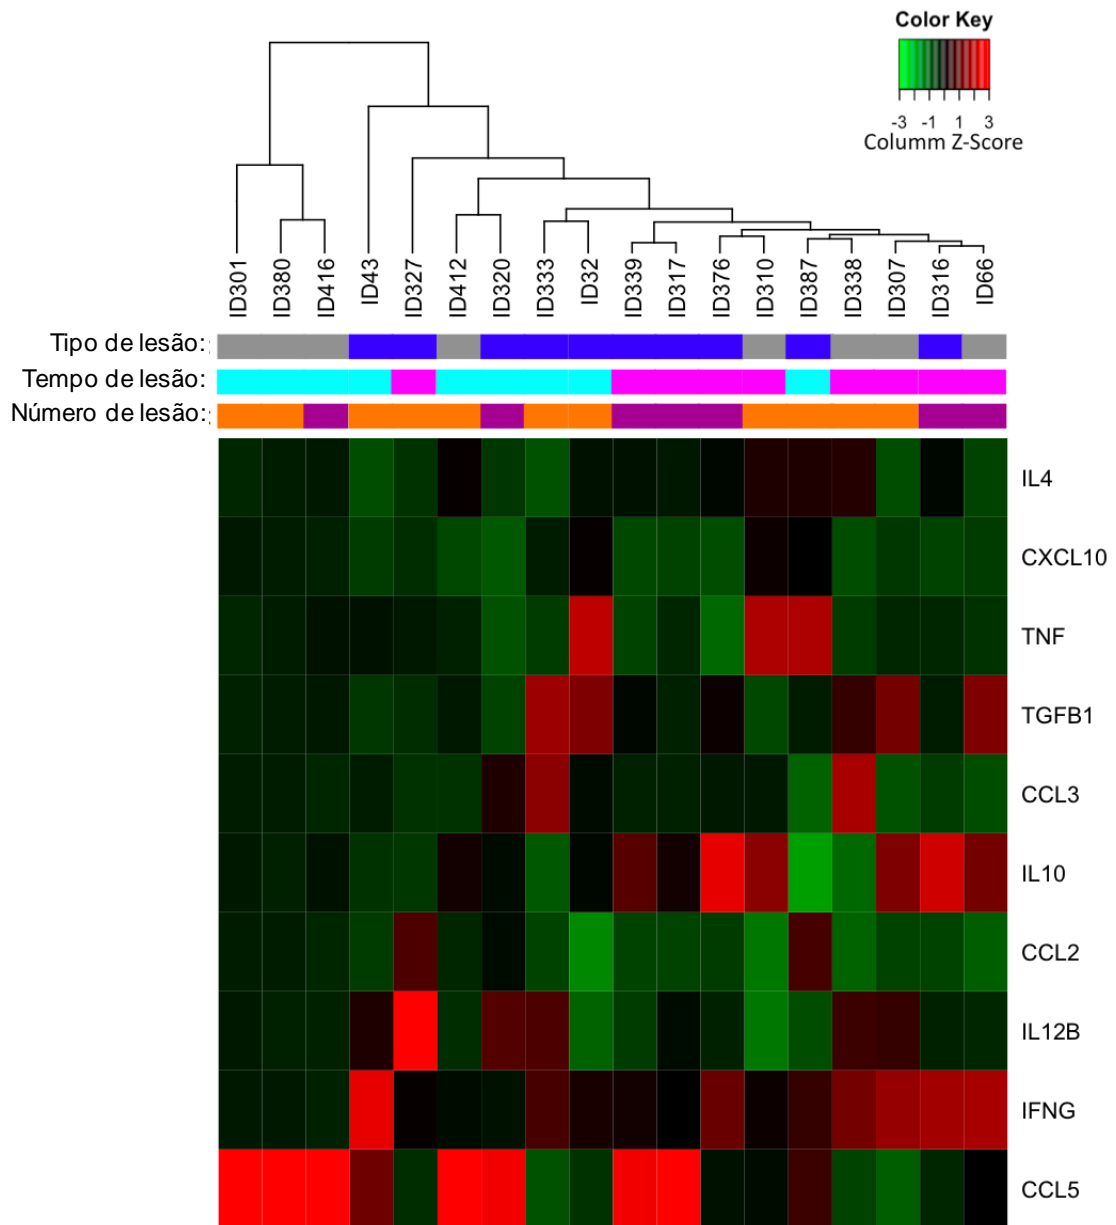 Color Key
-3 -1 1 3
Columm Z-Score
ID301 ID380 ID416 ID43 ID327 ID412 ID320 ID333 ID32 ID339 ID317 ID376 ID310 ID387 ID338 ID307 ID316 ID66
Tipo de lesão:
Tempo de lesão:
Número de lesão:
IL4
CXCL10
TNF
TGFB1
CCL3
IL10
CCL2
IL12B
IFNG
CCL5